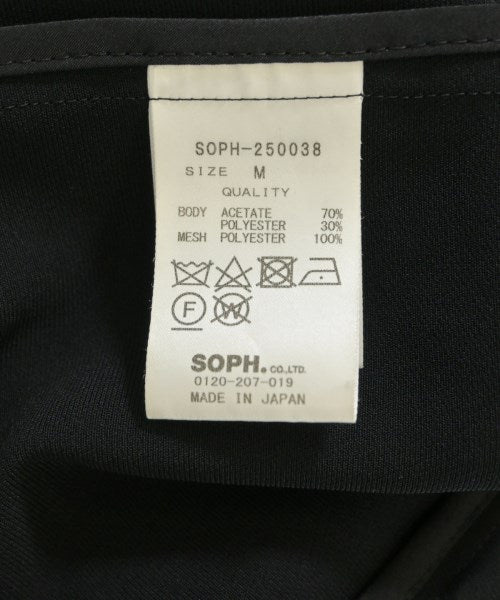 SOPH-250038
SIZE M
QUALITY
BODY ACETATE 70%
POLYESTER 30%
MESH POLYESTER 100%
F W
SOPH. CO.,LTD.
0120-207-019
MADE IN JAPAN